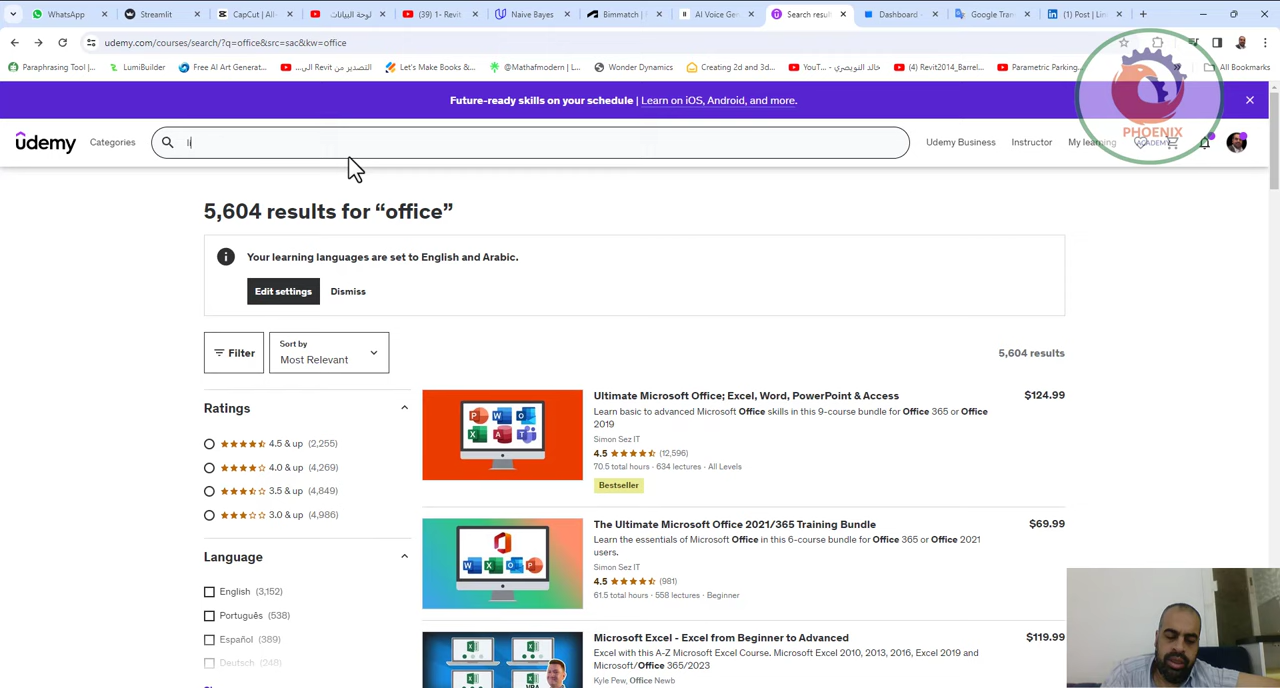 WhatsApp
Streamlit
CapCut | Al-
لوحة البيانات
(39) 1- Revit
Naive Bayes
Bimmatch |
AI Voice Ge
Search resul
Dashboard -
Google Tran
(1) Post | Lin
udemy.com/courses/search/?q=office&src=sac&kw=office
Paraphrasing Tool |...
LumiBuilder
Free AI Art Generat...
التصدير من Revit الى...
Let's Make Books &...
@Mathafmodern | L...
Wonder Dynamics
Creating 2d and 3d...
خالد النويصري - YouT...
(4) Revit2014_Barrel...
Parametric Parking...
All Bookmarks
Future-ready skills on your schedule | Learn on iOS, Android, and more.
PHOENIX
ACADEMY
ûdemy
Categories
Udemy Business
Instructor
My learning
5,604 results for “office”
Your learning languages are set to English and Arabic.
Edit settings
Dismiss
Filter
Sort by
Most Relevant
5,604 results
Ratings
4.5 & up (2,255)
4.0 & up (4,269)
3.5 & up (4,849)
3.0 & up (4,986)
Language
English (3,152)
Português (538)
Español (389)
Deutsch (248)
Ultimate Microsoft Office; Excel, Word, PowerPoint & Access
$124.99
Learn basic to advanced Microsoft Office skills in this 9-course bundle for Office 365 or Office
2019
Simon Sez IT
4.5 (12,596)
70.5 total hours · 634 lectures · All Levels
Bestseller
The Ultimate Microsoft Office 2021/365 Training Bundle
$69.99
Learn the essentials of Microsoft Office in this 6-course bundle for Office 365 or Office 2021
users.
Simon Sez IT
4.5 (981)
61.5 total hours · 558 lectures · Beginner
Microsoft Excel - Excel from Beginner to Advanced
$119.99
Excel with this A-Z Microsoft Excel Course. Microsoft Excel 2010, 2013, 2016, Excel 2019 and
Microsoft/Office 365/2023
Kyle Pew, Office Newb